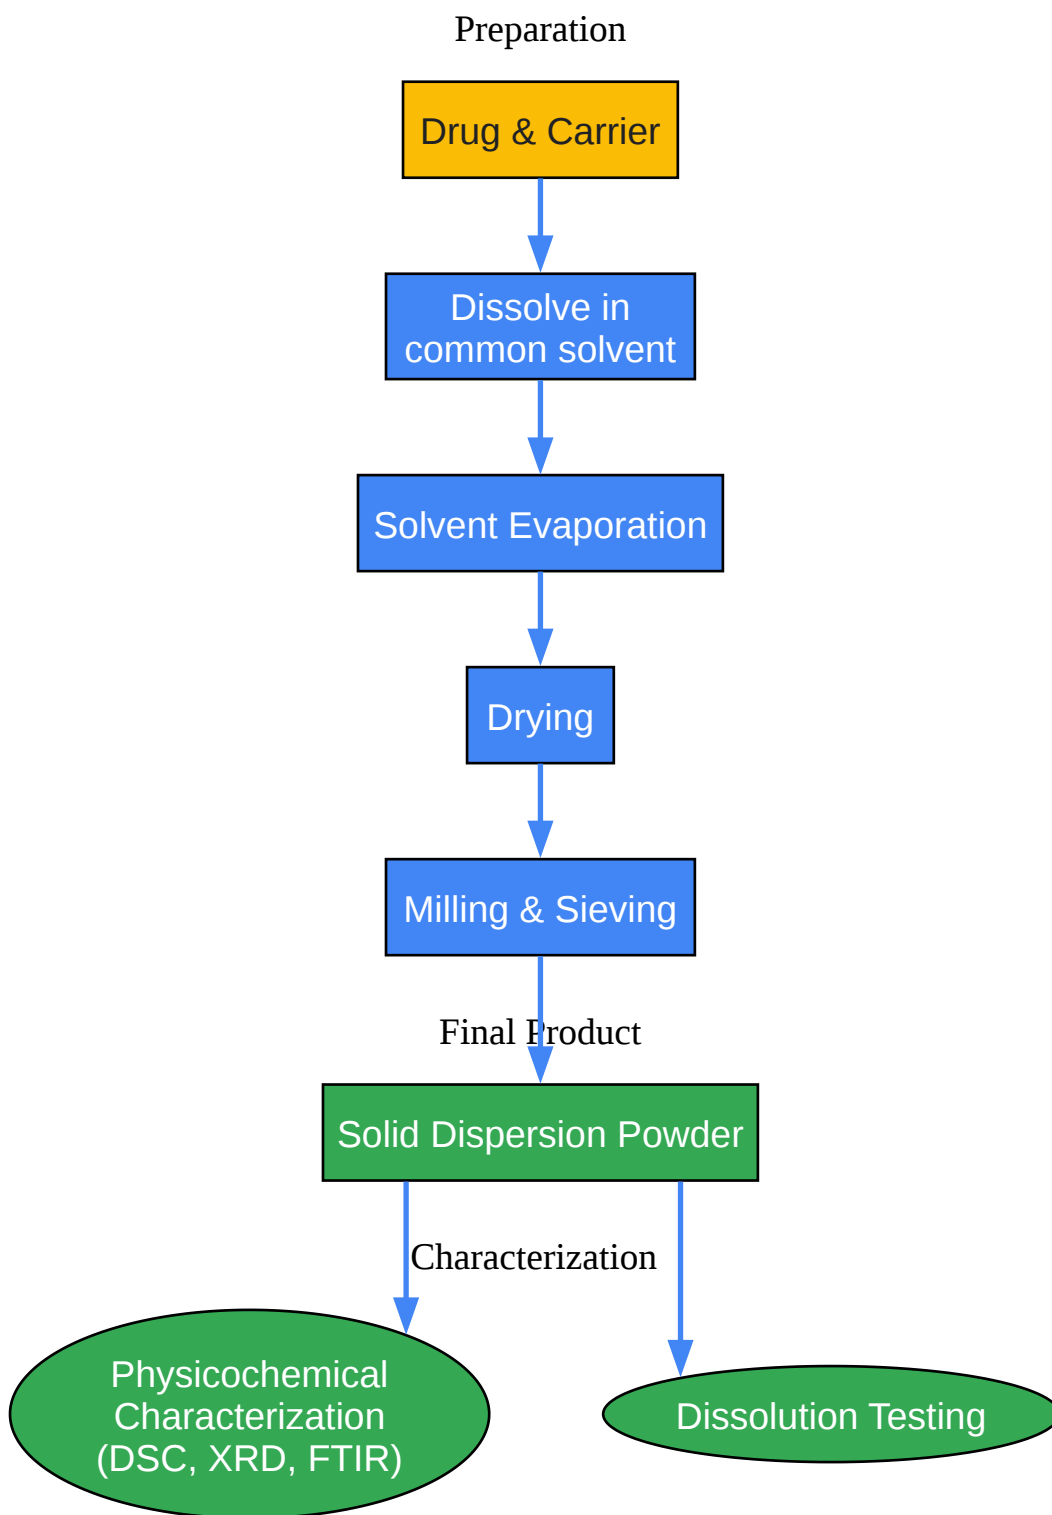 Preparation
Drug & Carrier
Dissolve in
common solvent
Solvent Evaporation
Drying
Milling & Sieving
Final Product
Solid Dispersion Powder
Characterization
Physicochemical
Characterization
(DSC, XRD, FTIR)
Dissolution Testing